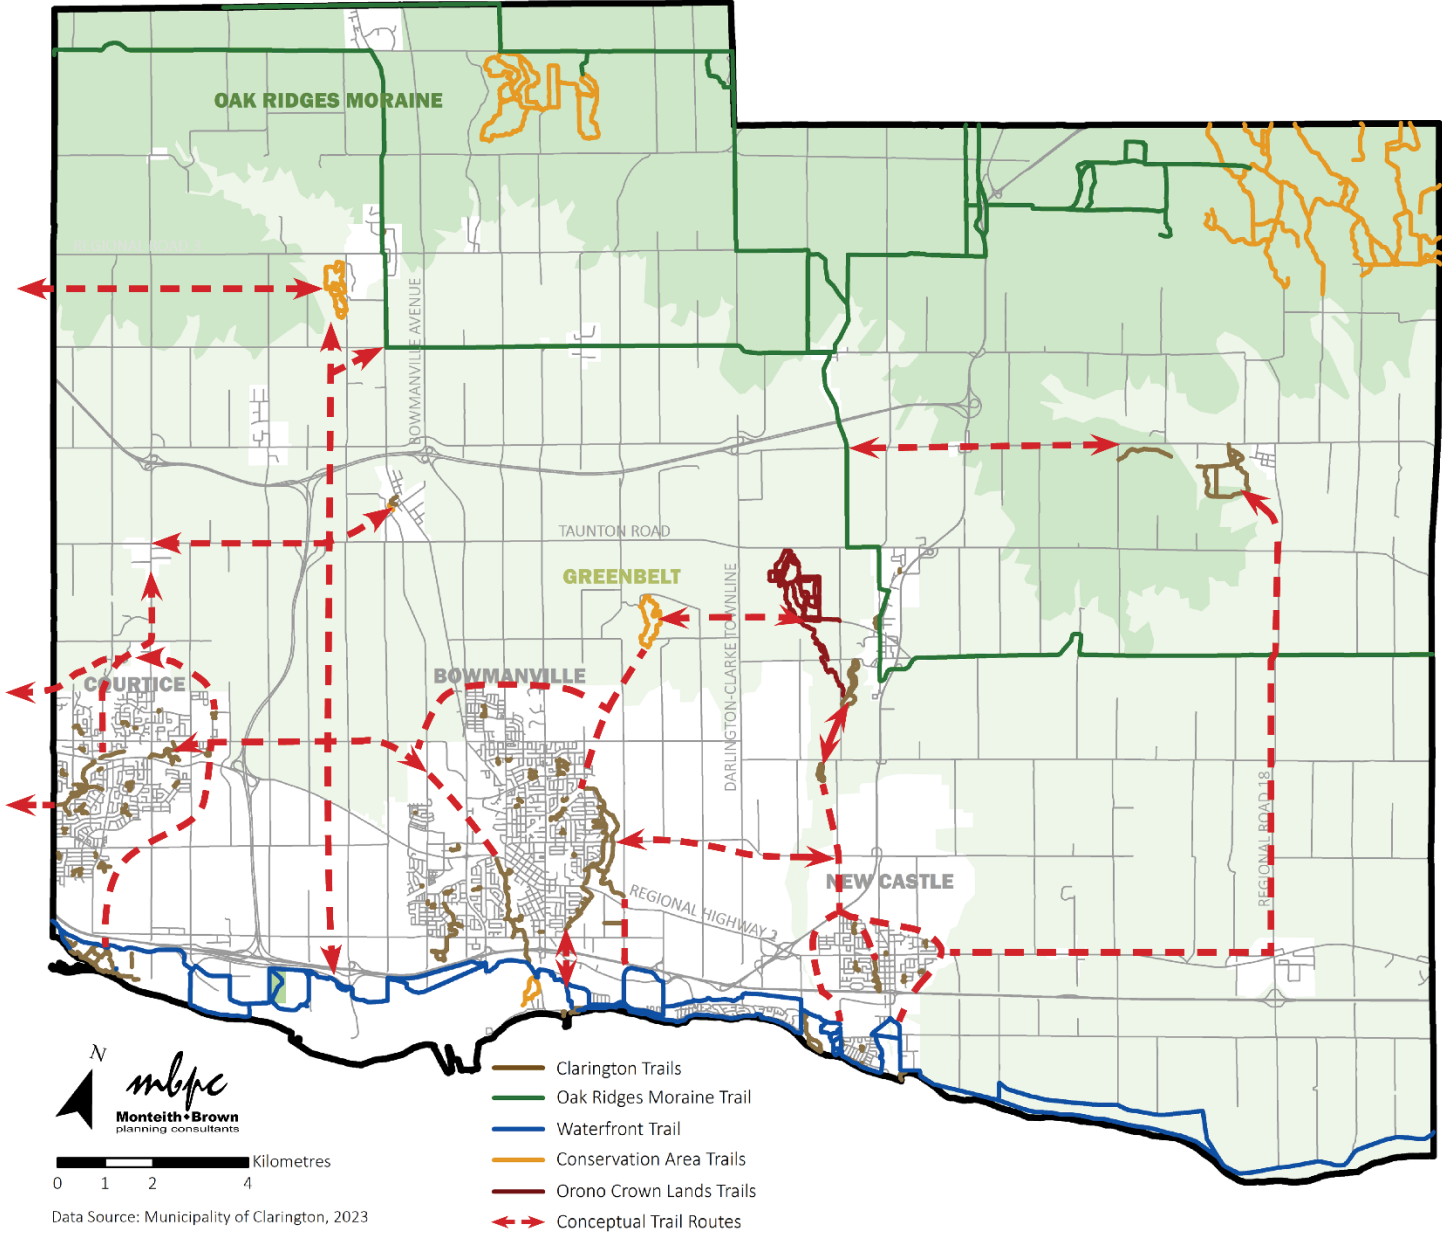 OAK RIDGES MORAINE
BOWMANVILLE AVENUE
TAUNTON ROAD
GREENBELT
DARLINGTON-CLARKE TOWNLINE
COURTICE
BOWMANVILLE
REGIONAL ROAD 18
NEW CASTLE
REGIONAL HIGHWAY 2
N
mbpc
Monteith•Brown
planning consultants
Kilometres
0 1 2 4
Data Source: Municipality of Clarington, 2023
Clarington Trails
Oak Ridges Moraine Trail
Waterfront Trail
Conservation Area Trails
Orono Crown Lands Trails
Conceptual Trail Routes